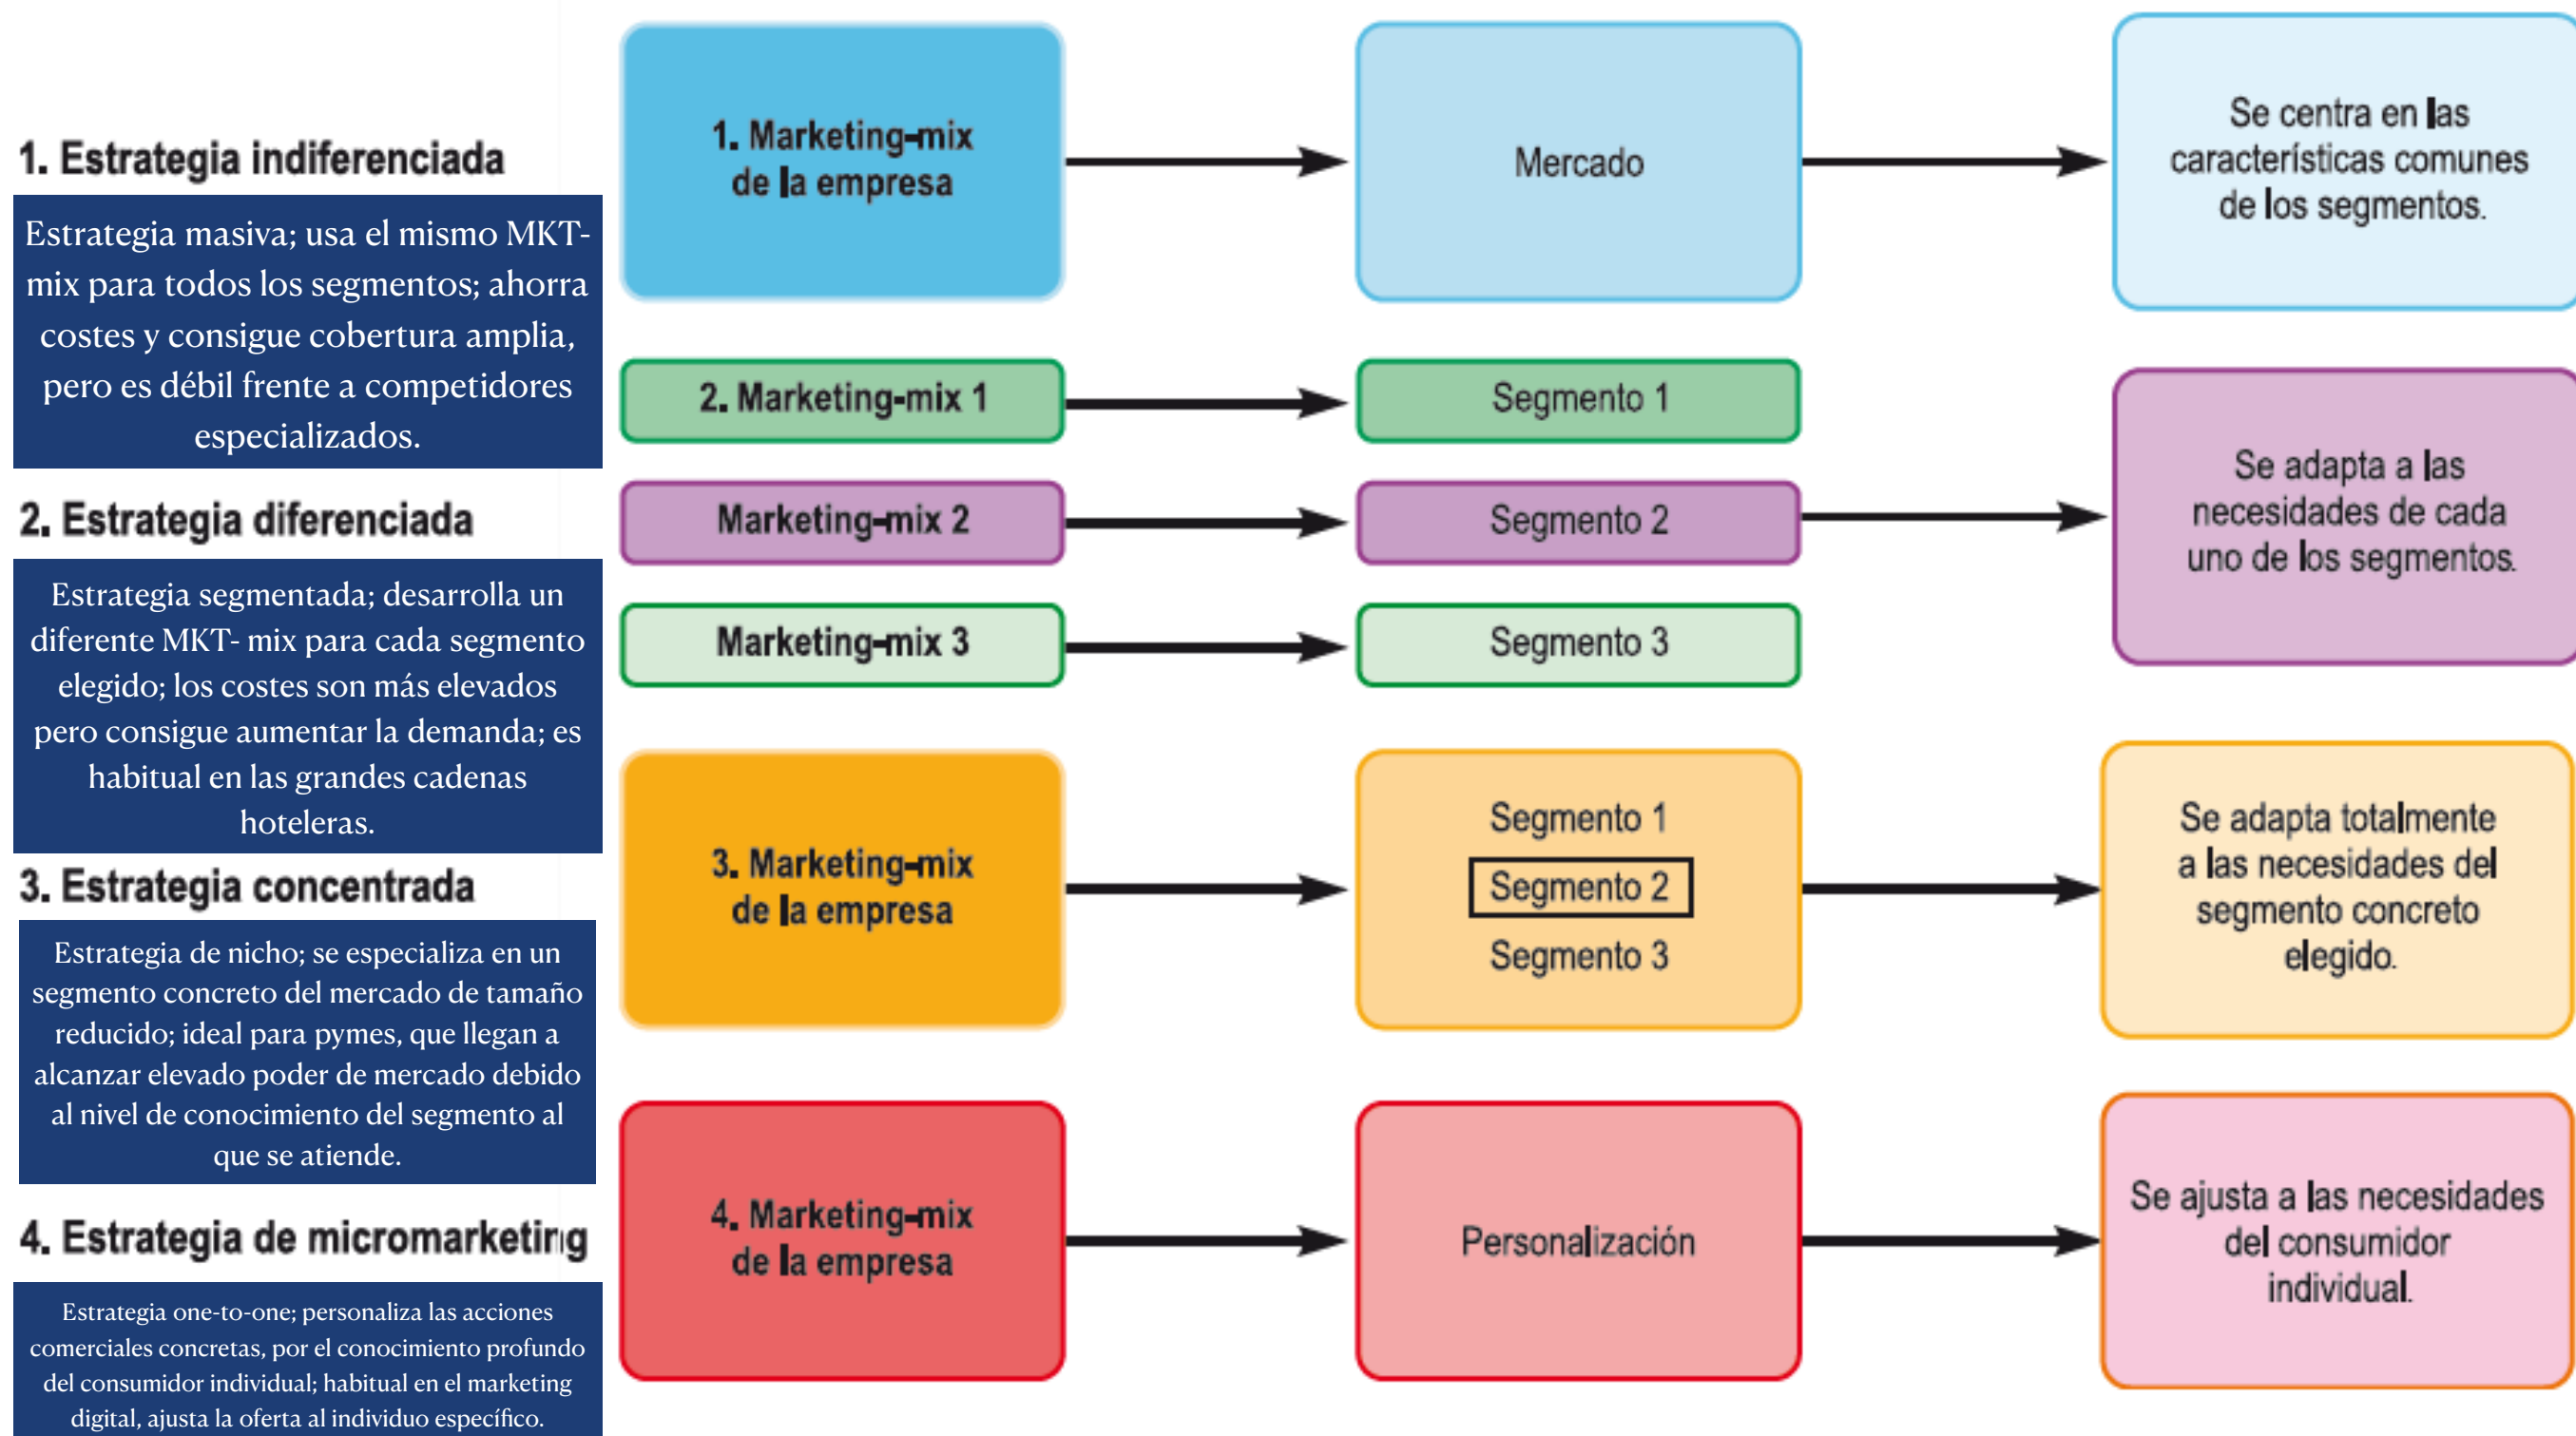 1. Estrategia indiferenciada
Estrategia masiva; usa el mismo MKT-
mix para todos los segmentos; ahorra
costes y consigue cobertura amplia,
pero es débil frente a competidores
especializados.
1. Marketing-mix
de la empresa
Mercado
Se centra en las
características comunes
de los segmentos.
2. Estrategia diferenciada
Estrategia segmentada; desarrolla un
diferente MKT- mix para cada segmento
elegido; los costes son más elevados
pero consigue aumentar la demanda; es
habitual en las grandes cadenas
hoteleras.
2. Marketing-mix 1
Segmento 1
Marketing-mix 2
Segmento 2
Marketing-mix 3
Segmento 3
Se adapta a las
necesidades de cada
uno de los segmentos.
3. Estrategia concentrada
Estrategia de nicho; se especializa en un
segmento concreto del mercado de tamaño
reducido; ideal para pymes, que llegan a
alcanzar elevado poder de mercado debido
al nivel de conocimiento del segmento al
que se atiende.
3. Marketing-mix
de la empresa
Segmento 1
Segmento 2
Segmento 3
Se adapta totalmente
a las necesidades del
segmento concreto
elegido.
4. Estrategia de micromarketing
Estrategia one-to-one; personaliza las acciones
comerciales concretas, por el conocimiento profundo
del consumidor individual; habitual en el marketing
digital, ajusta la oferta al individuo específico.
4. Marketing-mix
de la empresa
Personalización
Se ajusta a las necesidades
del consumidor
individual.